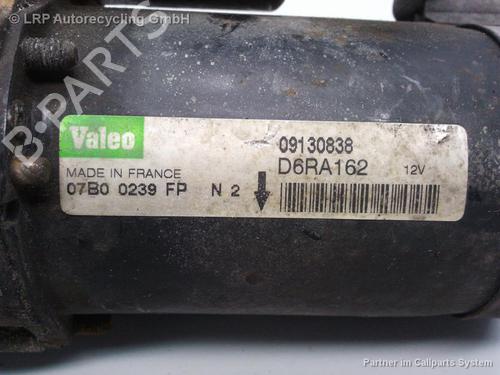 © LRP Autorecycling GmbH
B-PARTS
Valeo
09130838
D6RA162 12V
MADE IN FRANCE
07B0 0239 FP N 2
Partner im Callparts System